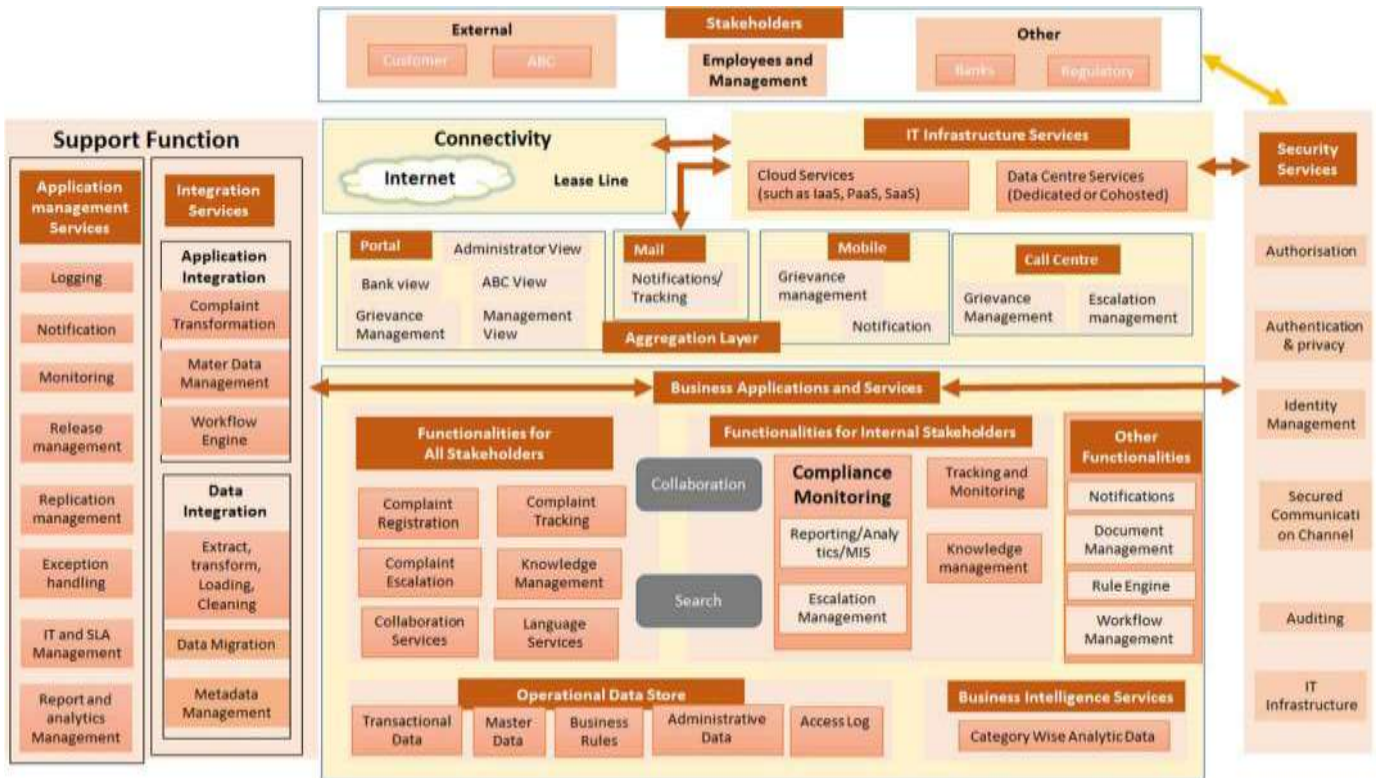 Stakeholders
External
Customer
ABC
Employees and
Management
Other
Banks
Regulatory
Support Function
Application
management
Services
Logging
Notification
Monitoring
Release
management
Replication
management
Exception
handling
IT and SLA
Management
Report and
analytics
Management
Integration
Services
Application
Integration
Complaint
Transformation
Mater Data
Management
Workflow
Engine
Data
Integration
Extract,
transform,
Loading,
Cleaning
Data Migration
Metadata
Management
Connectivity
Internet
Lease Line
IT Infrastructure Services
Cloud Services
(such as IaaS, PaaS, SaaS)
Data Centre Services
(Dedicated or Cohosted)
Portal
Administrator View
Bank view
ABC View
Grievance
Management
Management
View
Mail
Notifications/
Tracking
Mobile
Grievance
management
Notification
Call Centre
Grievance
Management
Escalation
management
Aggregation Layer
Business Applications and Services
Functionalities for
All Stakeholders
Complaint
Registration
Complaint
Tracking
Complaint
Escalation
Knowledge
Management
Collaboration
Services
Language
Services
Collaboration
Search
Functionalities for Internal Stakeholders
Compliance
Monitoring
Reporting/Analy
tics/MIS
Escalation
Management
Tracking and
Monitoring
Knowledge
management
Other
Functionalities
Notifications
Document
Management
Rule Engine
Workflow
Management
Operational Data Store
Transactional
Data
Master
Data
Business
Rules
Administrative
Data
Access Log
Business Intelligence Services
Category Wise Analytic Data
Security
Services
Authorisation
Authentication
& privacy
Identity
Management
Secured
Communicati
on Channel
Auditing
IT
Infrastructure